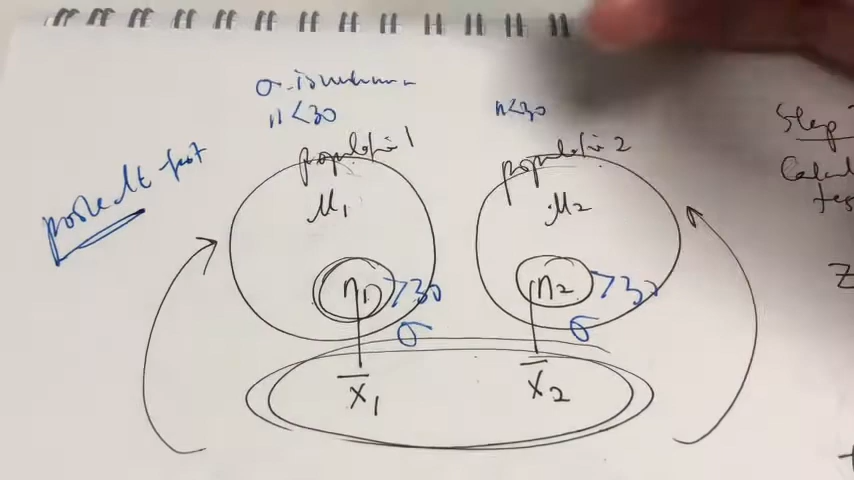 σ is unknown
n<30
n<30
population 1
population 2
pooled t test
μ1
μ2
n1 >30
n2 >30
σ
σ
x̄1
x̄2
Step
Calcul
tes
Z